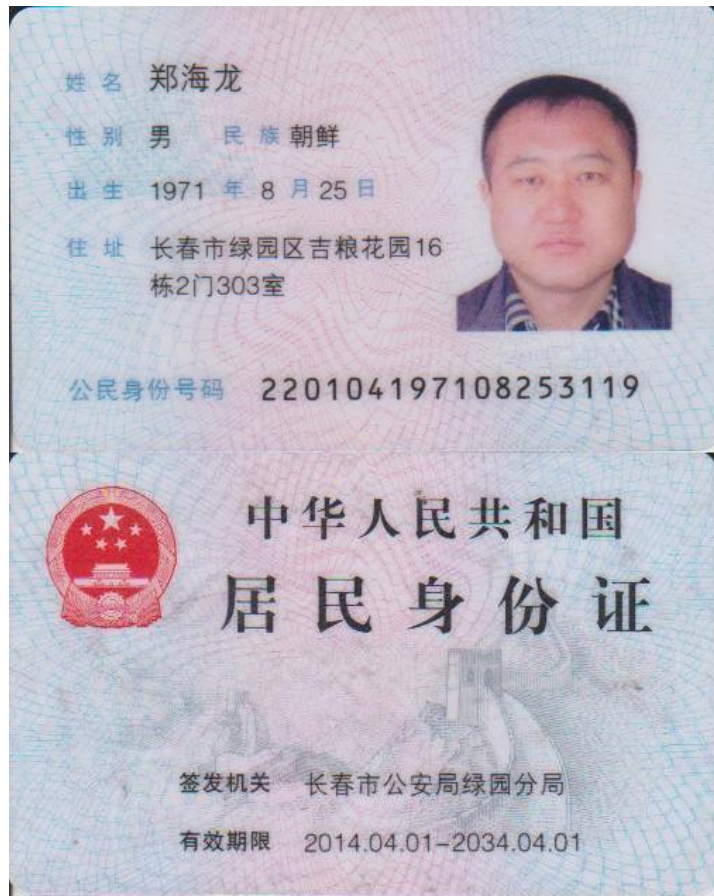 姓名 郑海龙
性别 男 民族 朝鲜
出生 1971 年 8 月 25 日
住址 长春市绿园区吉粮花园16
栋2门303室
公民身份号码 220104197108253119
中华人民共和国
居民身份证
签发机关 长春市公安局绿园分局
有效期限 2014.04.01-2034.04.01